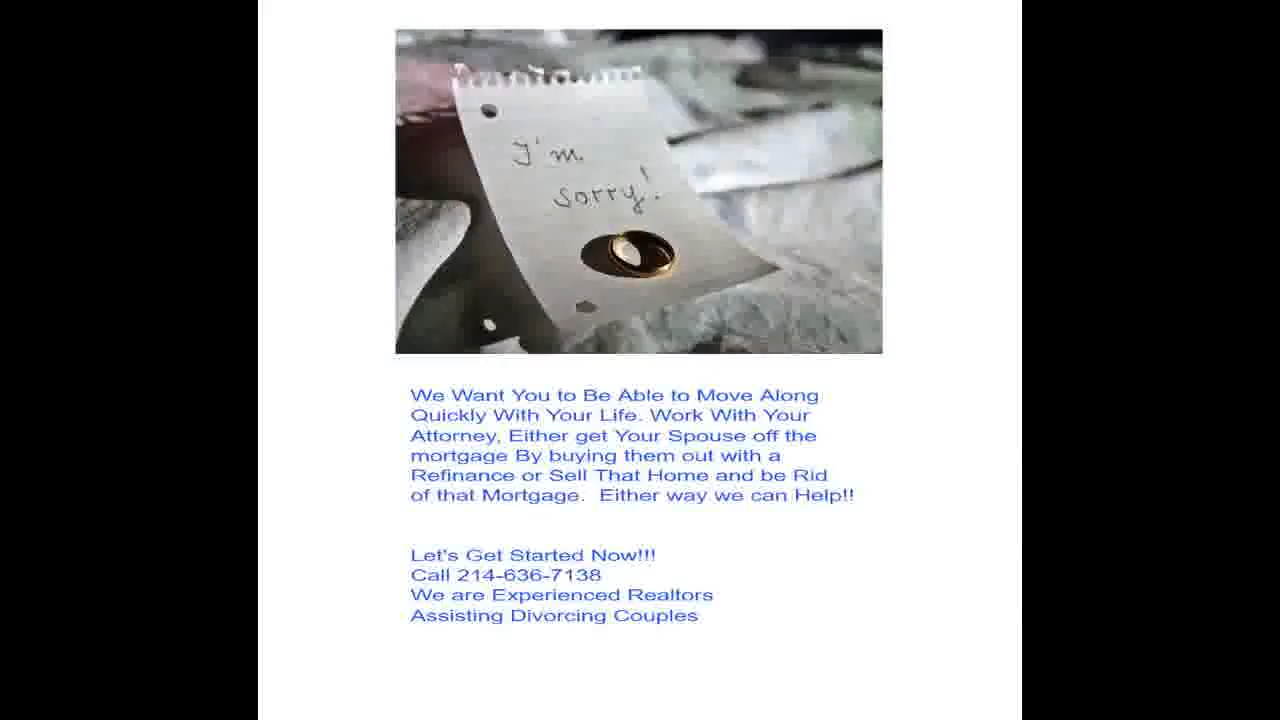 I'm
sorry!
We Want You to Be Able to Move Along
Quickly With Your Life. Work With Your
Attorney, Either get Your Spouse off the
mortgage By buying them out with a
Refinance or Sell That Home and be Rid
of that Mortgage.  Either way we can Help!!
Let's Get Started Now!!!
Call 214-636-7138
We are Experienced Realtors
Assisting Divorcing Couples